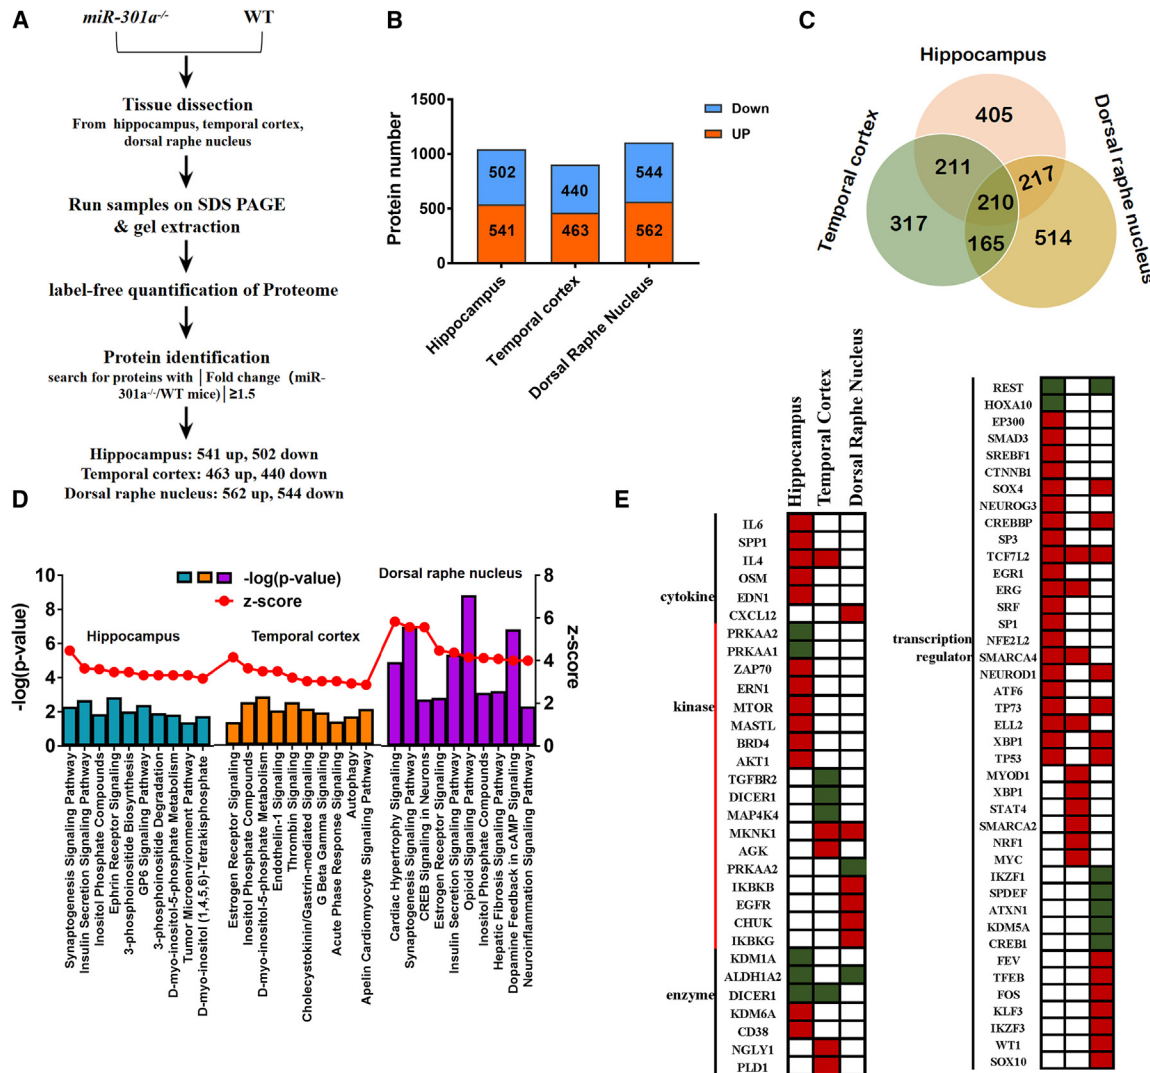 A
miR-301a-/-
WT
Tissue dissection
From hippocampus, temporal cortex,
dorsal raphe nucleus
Run samples on SDS PAGE
& gel extraction
label-free quantification of Proteome
Protein identification
search for proteins with | Fold change (miR-
301a-/-/WT mice) | ≥1.5
Hippocampus: 541 up, 502 down
Temporal cortex: 463 up, 440 down
Dorsal raphe nucleus: 562 up, 544 down
B
Protein number
1500
1000
500
0
Down
UP
502
440
544
541
463
562
Hippocampus
Temporal cortex
Dorsal Raphe Nucleus
C
Hippocampus
Temporal cortex
Dorsal raphe nucleus
405
211
217
210
317
165
514
D
-log(p-value)
10
8
6
4
2
0
-log(p-value)
z-score
Hippocampus
Temporal cortex
Dorsal raphe nucleus
8
6
4
2
0
z-score
Synaptogenesis Signaling Pathway
Insulin Secretion Signaling Pathway
Inositol Phosphate Compounds
Ephrin Receptor Signaling
3-phosphoinositide Biosynthesis
GP6 Signaling Pathway
3-phosphoinositide Degradation
D-myo-inositol-5-phosphate Metabolism
Tumor Microenvironment Pathway
D-myo-inositol (1,4,5,6)-Tetrakisphosphate
Estrogen Receptor Signaling
Inositol Phosphate Compounds
D-myo-inositol-5-phosphate Metabolism
Endothelin-1 Signaling
Thrombin Signaling
Cholecystokinin/Gastrin-mediated Signaling
G Beta Gamma Signaling
Acute Phase Response Signaling
Autophagy
Apelin Cardiomyocyte Signaling Pathway
Cardiac Hypertrophy Signaling
Synaptogenesis Signaling Pathway
CREB Signaling in Neurons
Estrogen Receptor Signaling
Insulin Secretion Signaling Pathway
Opioid Signaling Pathway
Inositol Phosphate Compounds
Hepatic Fibrosis Signaling Pathway
Dopamine Feedback in cAMP Signaling
Neuroinflammation Signaling Pathway
E
Hippocampus
Temporal Cortex
Dorsal Raphe Nucleus
cytokine
IL6
SPP1
IL4
OSM
EDN1
CXCL12
kinase
PRKAA2
PRKAA1
ZAP70
ERN1
MTOR
MASTL
BRD4
AKT1
TGFBR2
DICER1
MAP4K4
MKNK1
AGK
PRKAA2
IKBKB
EGFR
CHUK
IKBKG
enzyme
KDM1A
ALDH1A2
DICER1
KDM6A
CD38
NGLY1
PLD1
transcription
regulator
REST
HOXA10
EP300
SMAD3
SREBF1
CTNNB1
SOX4
NEUROG3
CREBBP
SP3
TCF7L2
EGR1
ERG
SRF
SP1
NFE2L2
SMARCA4
NEUROD1
ATF6
TP73
ELL2
XBP1
TP53
MYOD1
XBP1
STAT4
SMARCA2
NRF1
MYC
IKZF1
SPDEF
ATXN1
KDM5A
CREB1
FEV
TFEB
FOS
KLF3
IKZF3
WT1
SOX10